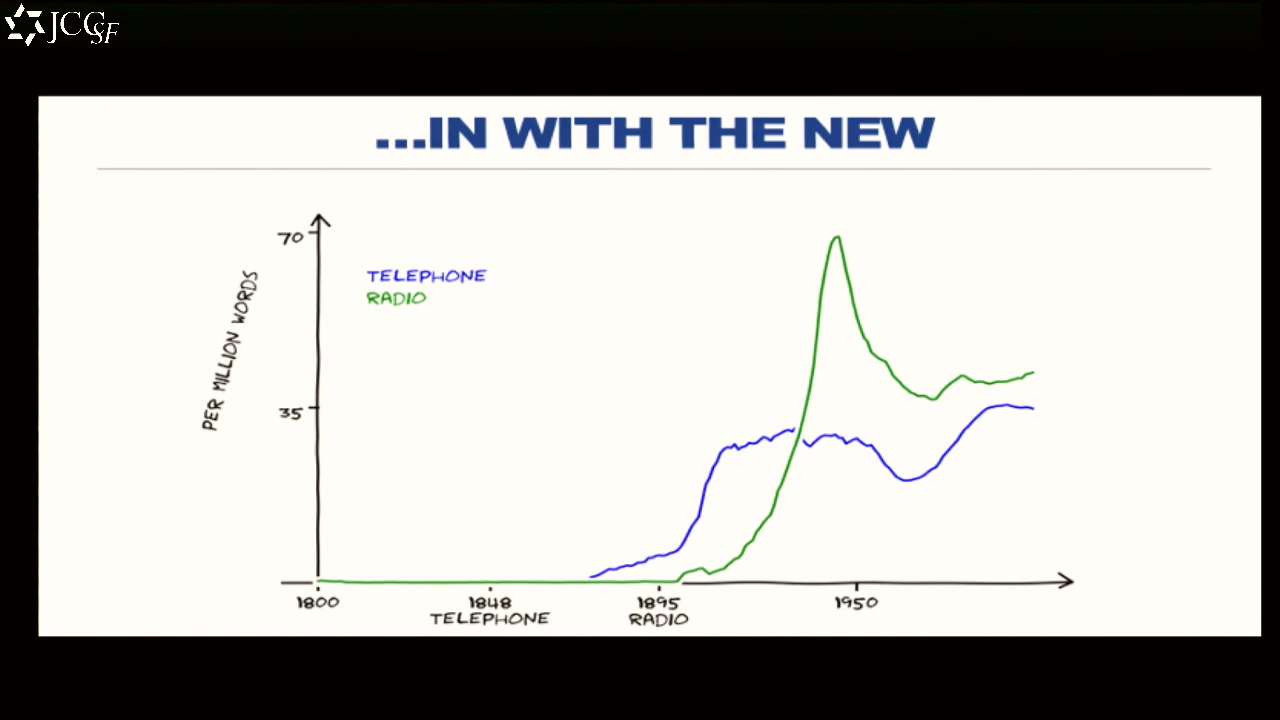 JCCSF
...IN WITH THE NEW
70
TELEPHONE
RADIO
PER MILLION WORDS
35
1800 1848 1895 1950
TELEPHONE RADIO